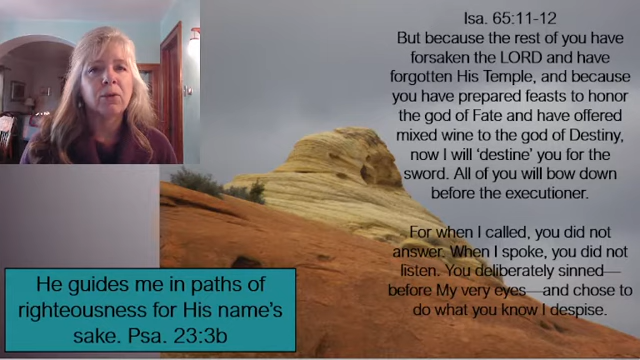 Isa. 65:11-12
But because the rest of you have
forsaken the LORD and have
forgotten His Temple, and because
you have prepared feasts to honor
the god of Fate and have offered
mixed wine to the god of Destiny,
now I will ‘destine’ you for the
sword. All of you will bow down
before the executioner.
For when I called, you did not
answer. When I spoke, you did not
listen. You deliberately sinned—
before My very eyes—and chose to
do what you know I despise.
He guides me in paths of
righteousness for His name’s
sake. Psa. 23:3b